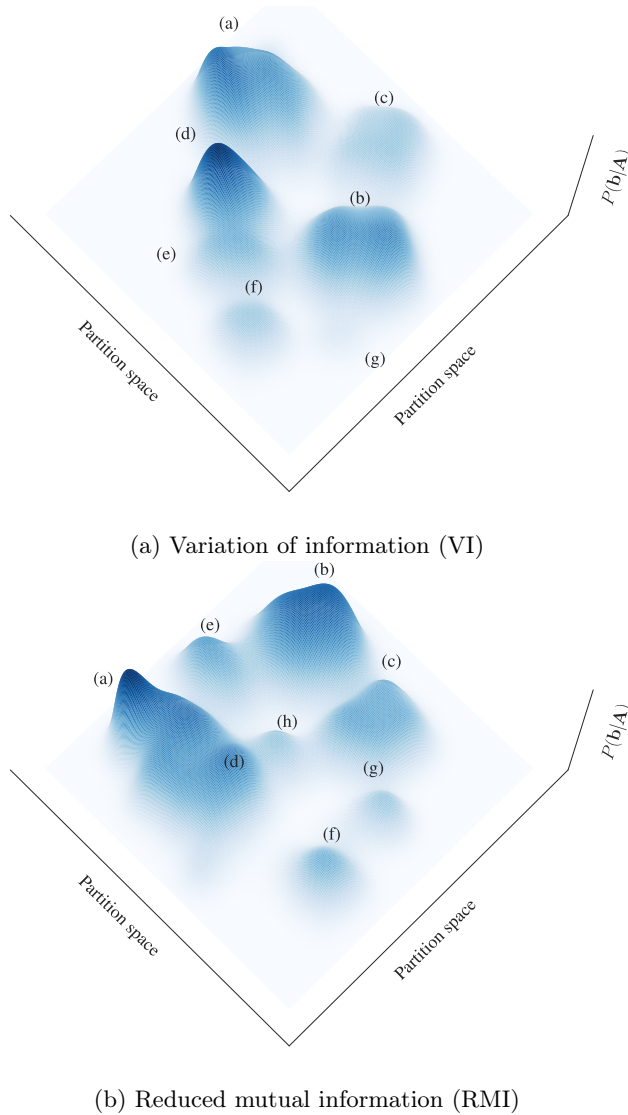 (a)
(c)
(d)
P(b|A)
(b)
(e)
(f)
Partition space
(g)
Partition space
(a) Variation of information (VI)
(b)
(e)
(c)
(a)
P(b|A)
(h)
(d)
(g)
(f)
Partition space
Partition space
(b) Reduced mutual information (RMI)